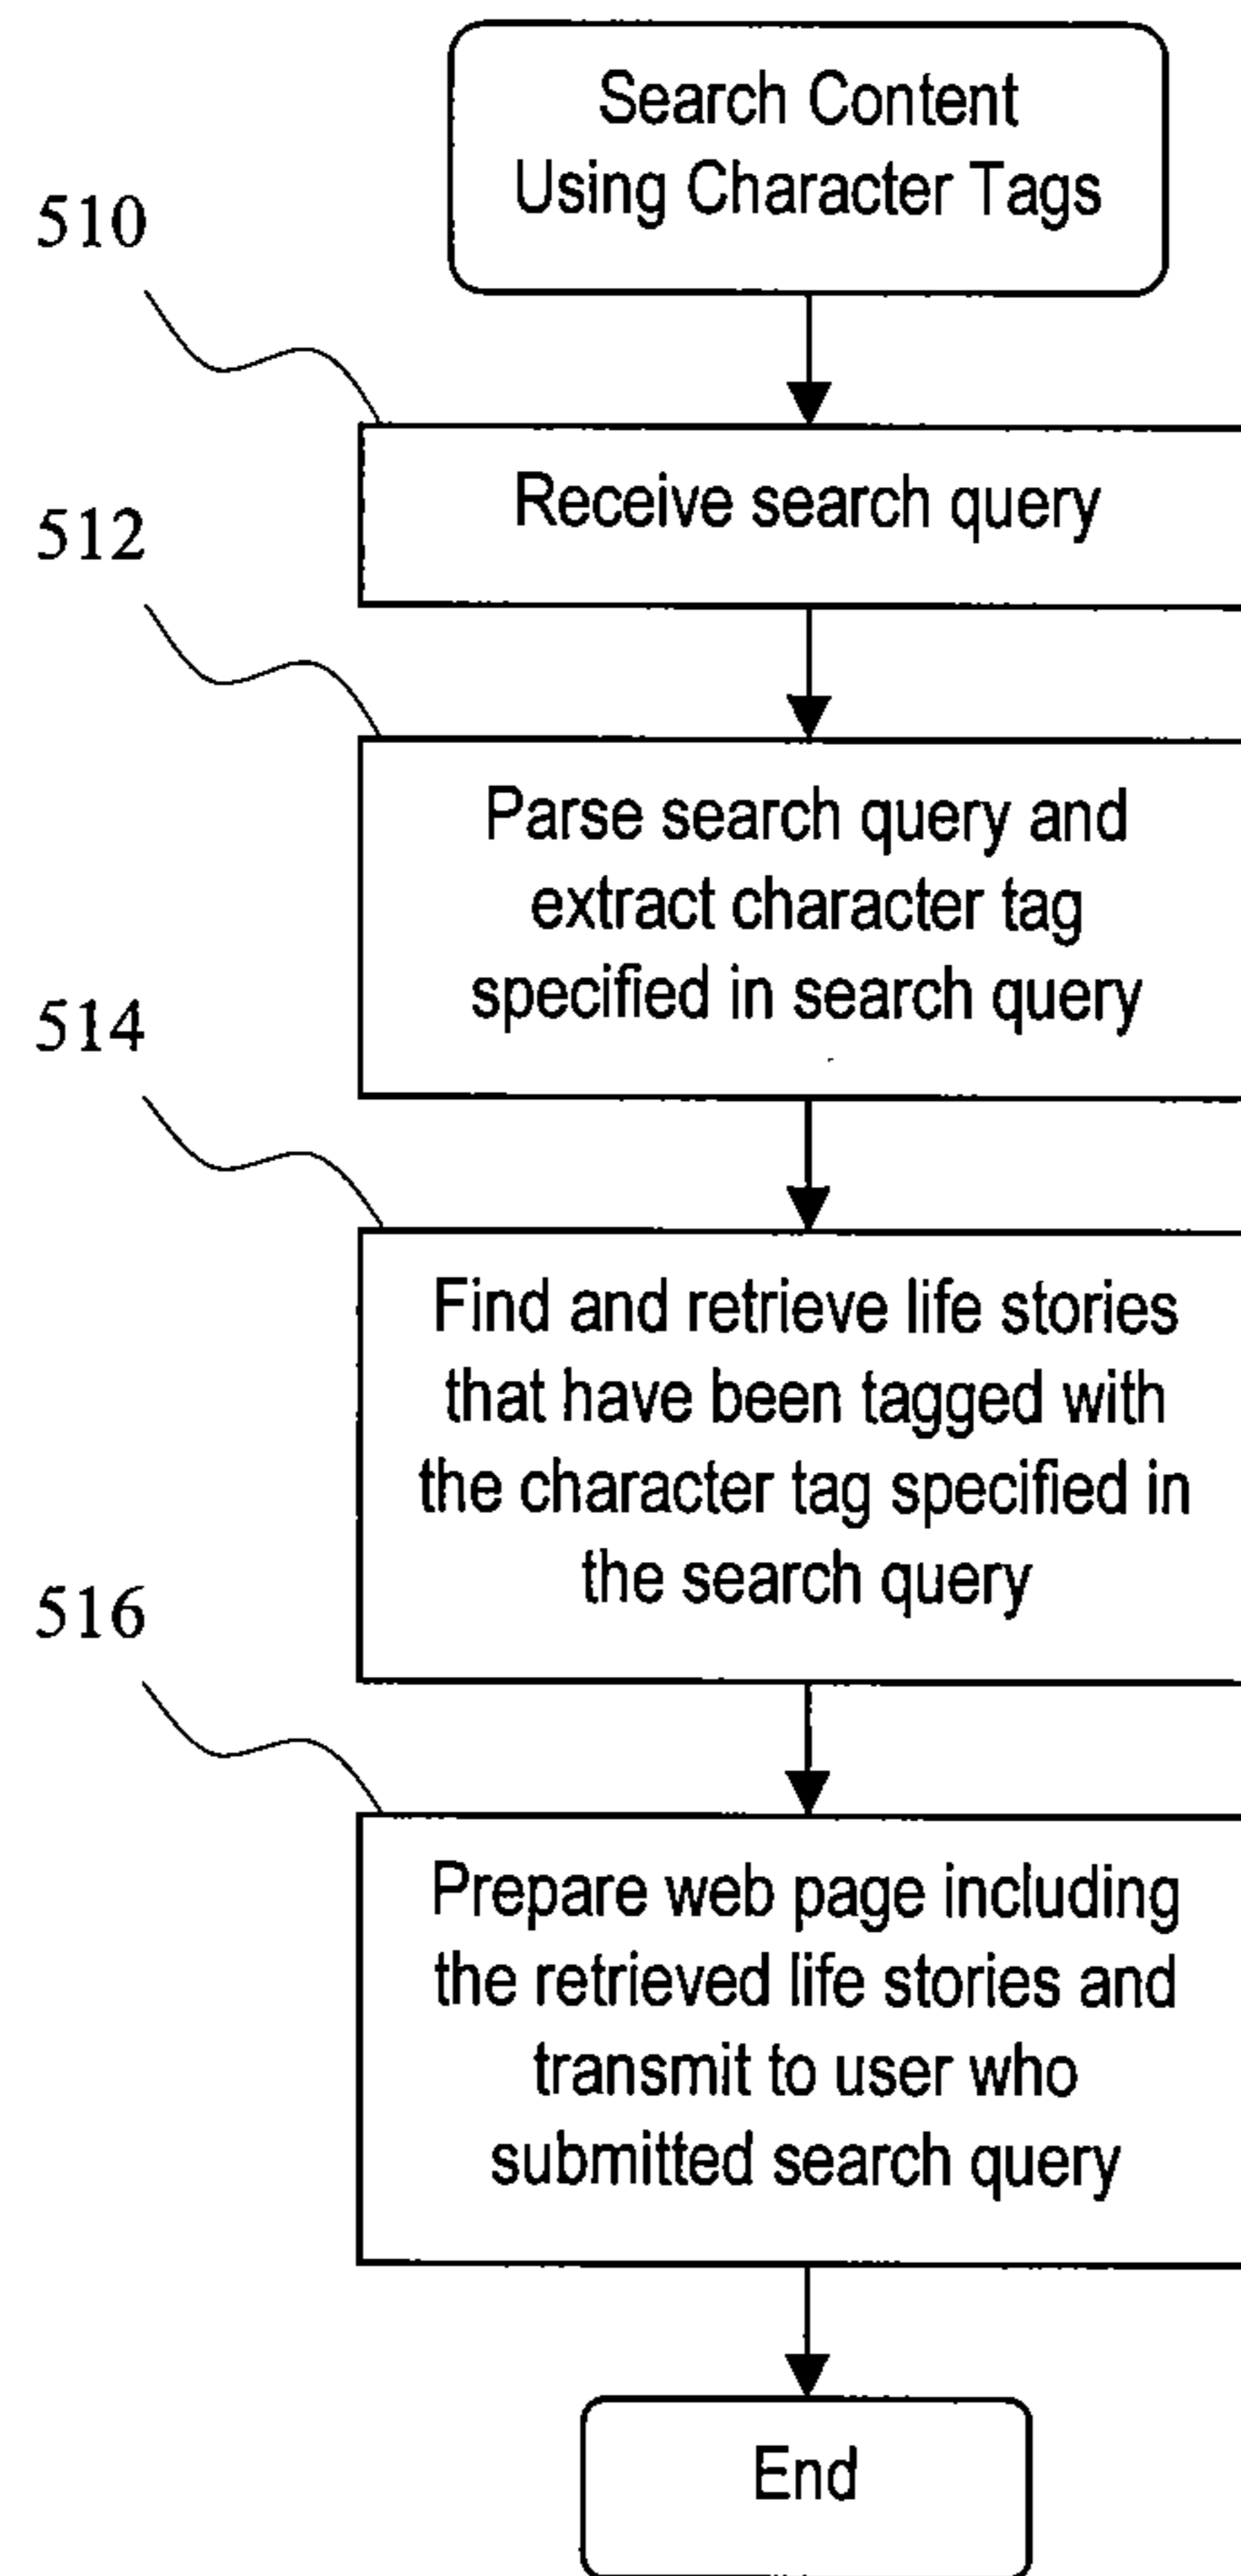 Search Content
Using Character Tags
510
Receive search query
512
Parse search query and
extract character tag
specified in search query
514
Find and retrieve life stories
that have been tagged with
the character tag specified in
the search query
516
Prepare web page including
the retrieved life stories and
transmit to user who
submitted search query
End